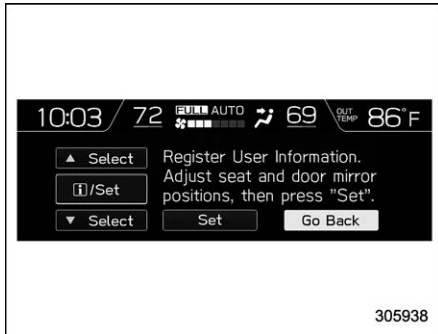 10:03 72 FULL AUTO 69 OUT TEMP 86°F
▲ Select
i/Set
▼ Select
Register User Information.
Adjust seat and door mirror
positions, then press "Set".
Set Go Back
305938